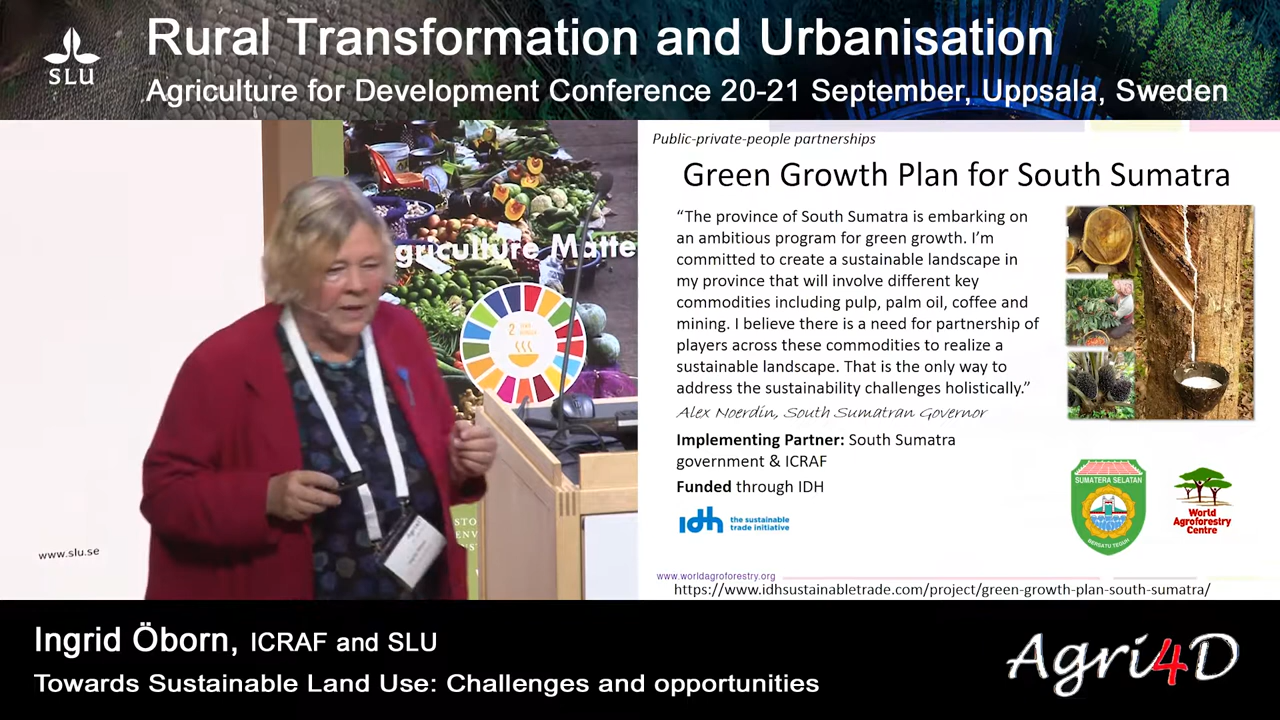 SLU
Rural Transformation and Urbanisation
Agriculture for Development Conference 20-21 September, Uppsala, Sweden
griculture Matte
2
www.slu.se
Public-private-people partnerships
Green Growth Plan for South Sumatra
“The province of South Sumatra is embarking on
an ambitious program for green growth. I’m
committed to create a sustainable landscape in
my province that will involve different key
commodities including pulp, palm oil, coffee and
mining. I believe there is a need for partnership of
players across these commodities to realize a
sustainable landscape. That is the only way to
address the sustainability challenges holistically.”
Alex Noerdin, South Sumatran Governor
Implementing Partner: South Sumatra
government & ICRAF
Funded through IDH
idh the sustainable
trade initiative
SUMATERA SELATAN
BERSATU TEGUH
World
Agroforestry
Centre
www.worldagroforestry.org
https://www.idhsustainabletrade.com/project/green-growth-plan-south-sumatra/
Ingrid Öborn, ICRAF and SLU
Towards Sustainable Land Use: Challenges and opportunities
Agri4D